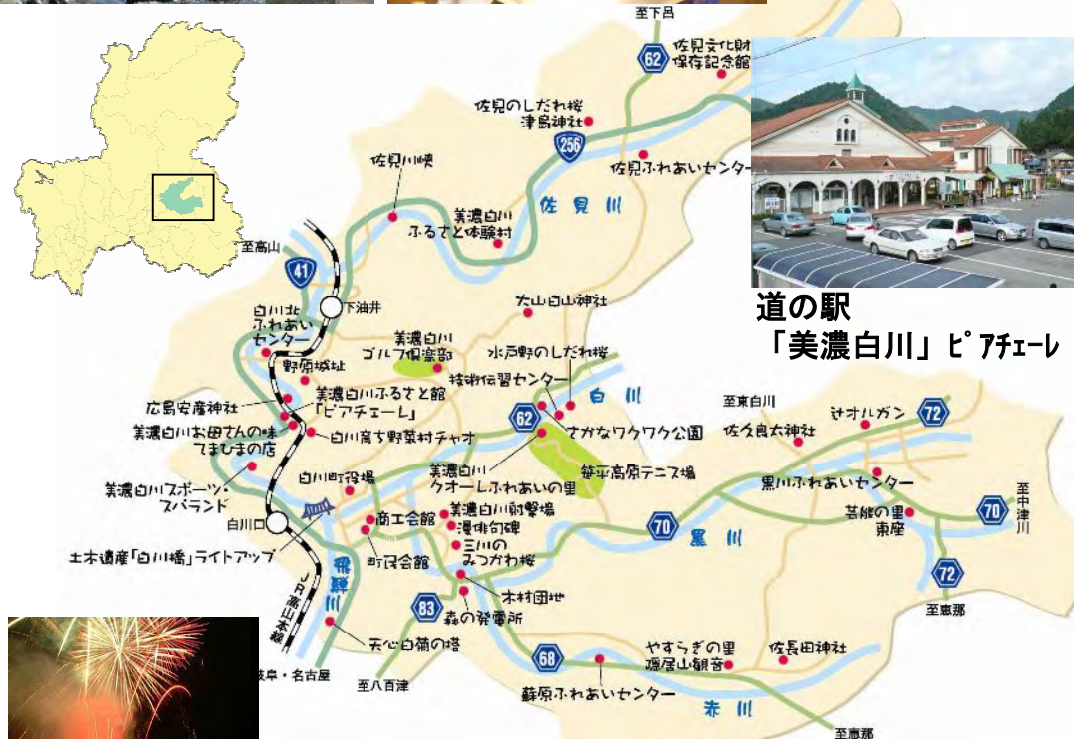 至下呂
62
佐見文化財
保存記念館
佐見のしだれ桜
津島神社
256
佐見ふれあいセンター
佐見川峡
佐見川
美濃白川
ふるさと体験村
至高山
41
下油井
白川北
ふれあい
センター
野原城址
大山白山神社
美濃白川
ゴルフ倶楽部
水戸野のしだれ桜
技術伝習センター
白川
62
さかなワクワク公園
道の駅
「美濃白川」ピアチェーレ
広島安産神社
美濃白川ふるさと館
「ピアチェーレ」
美濃白川お母さんの味
てまひまの店
白川育ち野菜村チャオ
美濃白川スポーツ・
スパランド
白川町役場
美濃白川
クオーレふれあいの里
笹平高原テニス場
至東白川
佐久良太神社
辻オルガン
72
黒川ふれあいセンター
芸能の里
東座
至中津川
70
70
黒川
72
至恵那
白川口
土木遺産「白川橋」ライトアップ
商工会館
町民会館
美濃白川射撃場
漫俳句碑
三川の
みつかわ桜
木材団地
森の発電所
83
飛騨川
JR高山本線
天心白菊の塔
岐阜・名古屋
至八百津
68
蘇原ふれあいセンター
やすらぎの里
隠居山観音
佐長田神社
赤川
至恵那